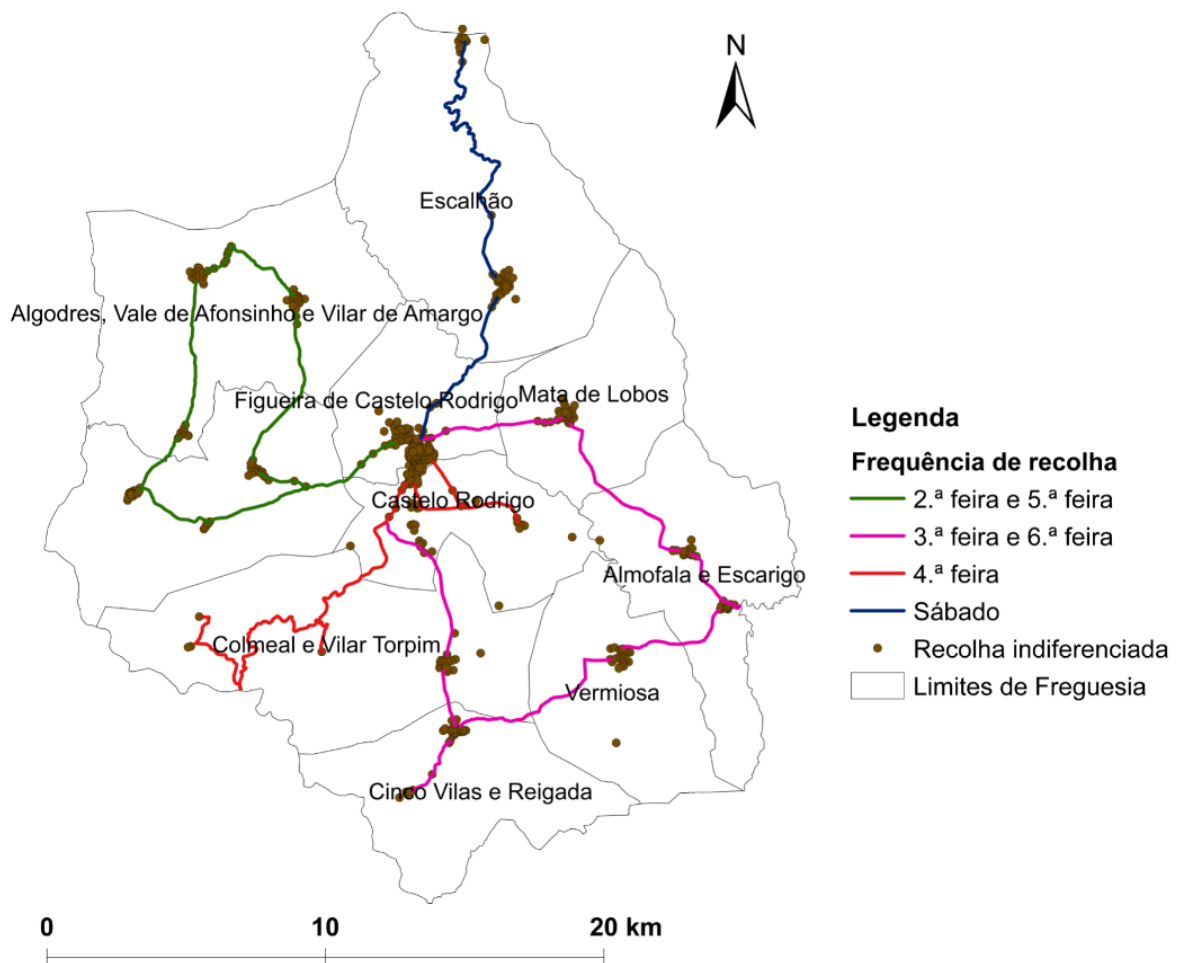 N
Escalhão
Algodres, Vale de Afonsinho e Vilar de Amargo
Figueira de Castelo Rodrigo
Mata de Lobos
Castelo Rodrigo
Almofala e Escarigo
Colmeal e Vilar Torpim
Vermiosa
Cinco Vilas e Reigada
Legenda
Frequência de recolha
2.ª feira e 5.ª feira
3.ª feira e 6.ª feira
4.ª feira
Sábado
Recolha indiferenciada
Limites de Freguesia
0 10 20 km